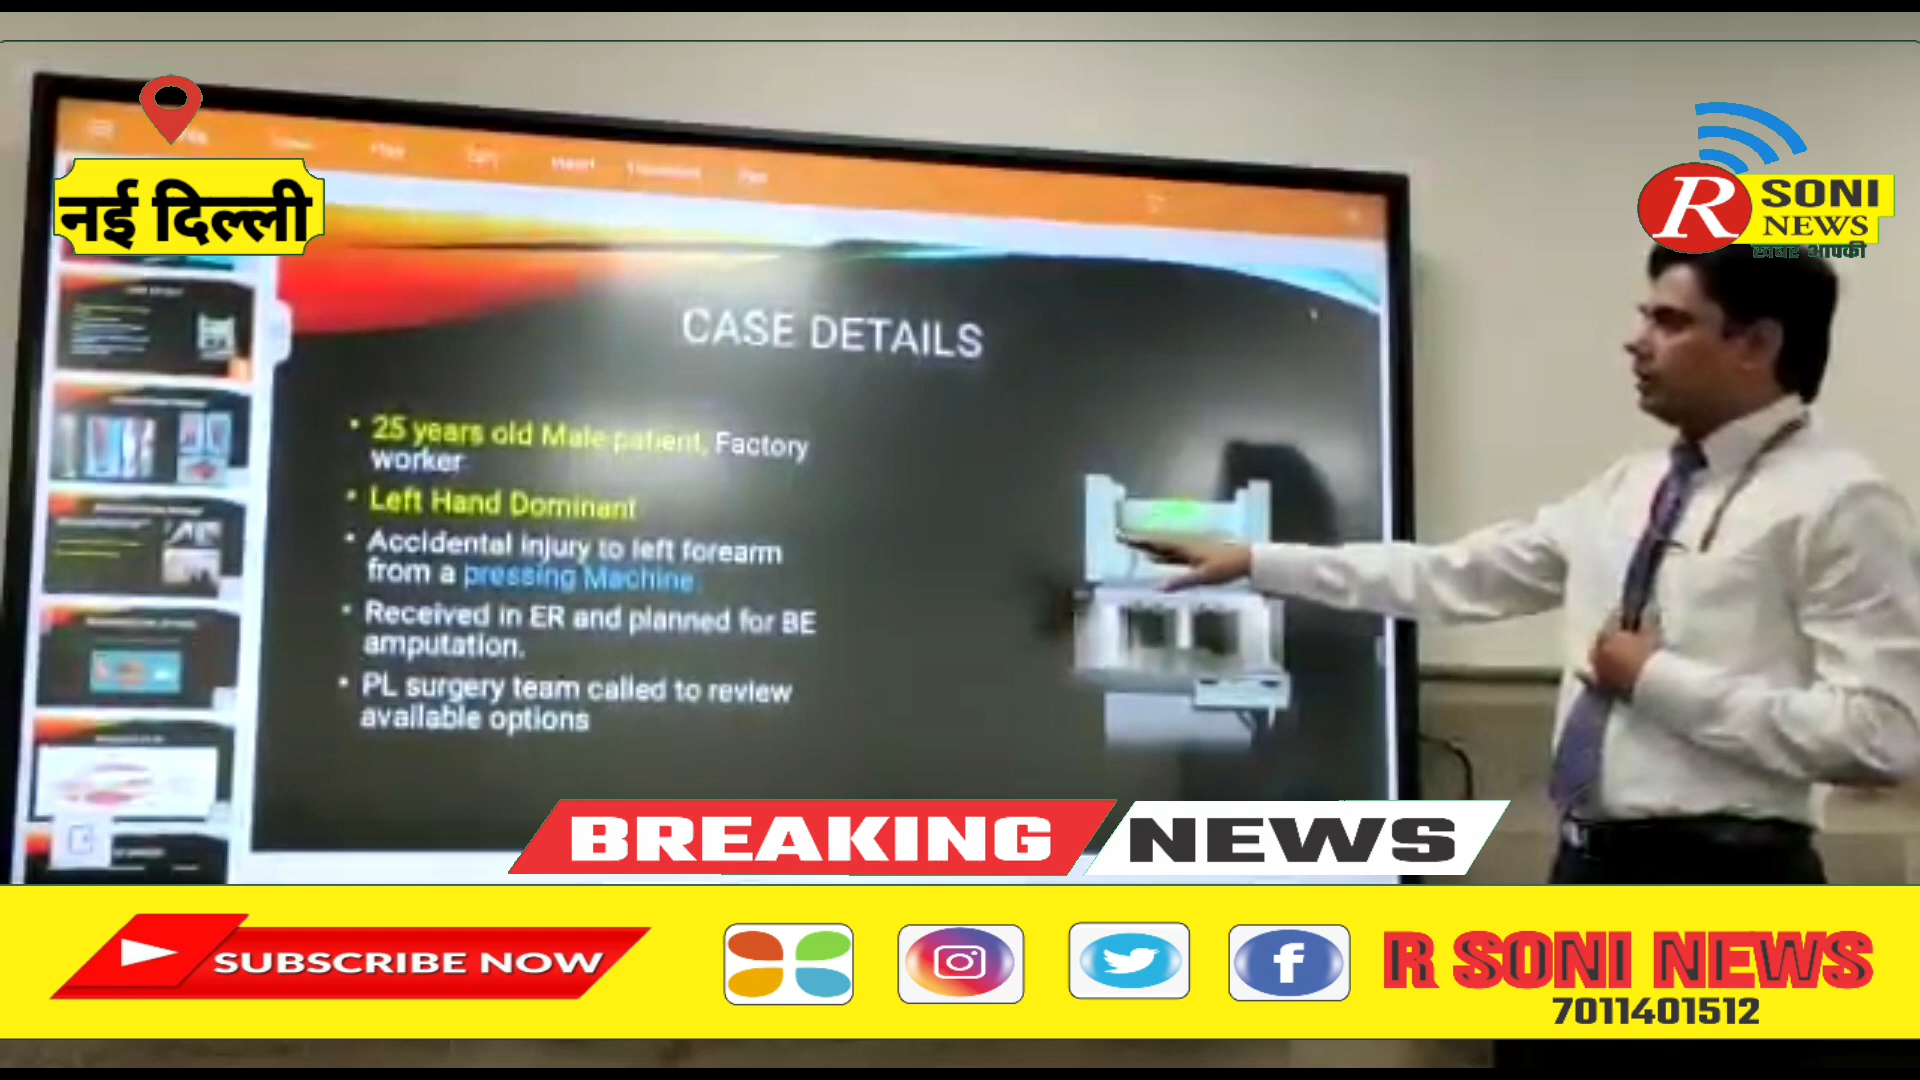 नई दिल्ली
R SONI
NEWS
खबर आपकी
CASE DETAILS
• 25 years old Male patient, Factory
worker
• Left Hand Dominant
• Accidental injury to left forearm
from a pressing Machine.
• Received in ER and planned for BE
amputation.
• PL surgery team called to review
available options
BREAKING NEWS
SUBSCRIBE NOW
R SONI NEWS
7011401512